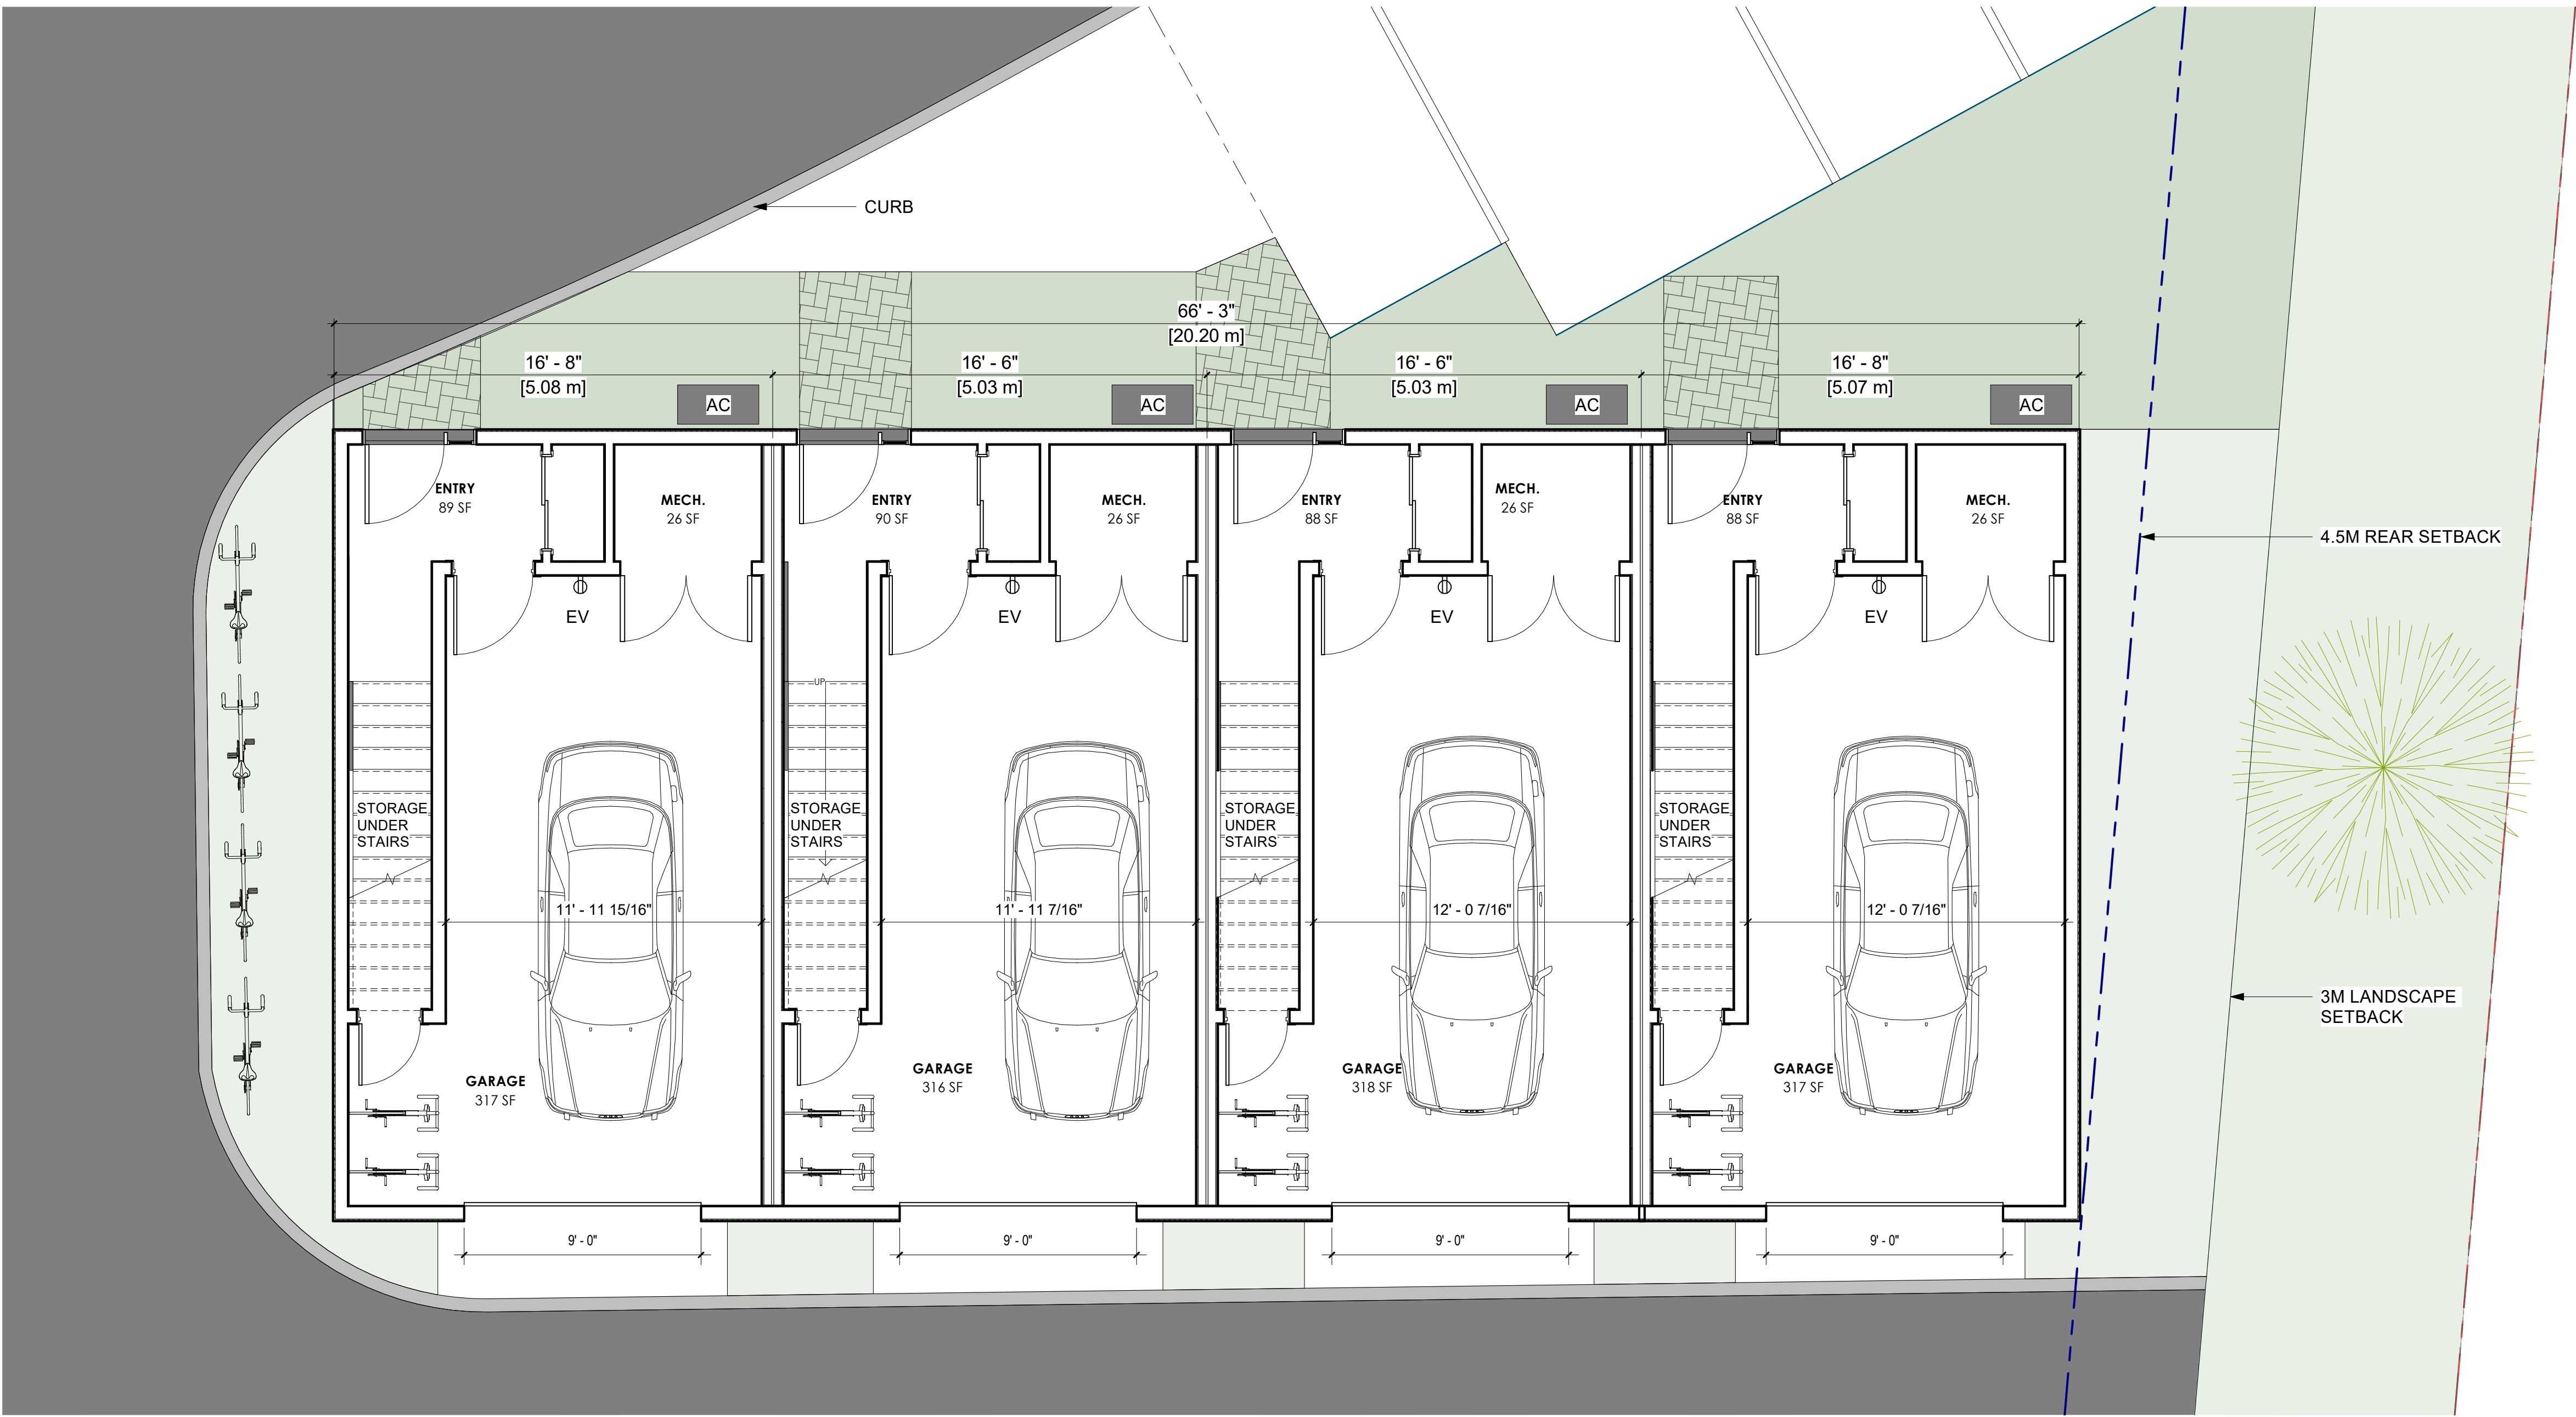 CURB
66' - 3"
[20.20 m]
16' - 8"
[5.08 m]
16' - 6"
[5.03 m]
16' - 6"
[5.03 m]
16' - 8"
[5.07 m]
AC
AC
AC
AC
ENTRY
89 SF
MECH.
26 SF
ENTRY
90 SF
MECH.
26 SF
ENTRY
88 SF
MECH.
26 SF
ENTRY
88 SF
MECH.
26 SF
4.5M REAR SETBACK
EV
EV
EV
EV
UP
STORAGE
UNDER
STAIRS
STORAGE
UNDER
STAIRS
STORAGE
UNDER
STAIRS
STORAGE
UNDER
STAIRS
11' - 11 15/16"
11' - 11 7/16"
12' - 0 7/16"
12' - 0 7/16"
3M LANDSCAPE
SETBACK
GARAGE
317 SF
GARAGE
316 SF
GARAGE
318 SF
GARAGE
317 SF
9' - 0"
9' - 0"
9' - 0"
9' - 0"